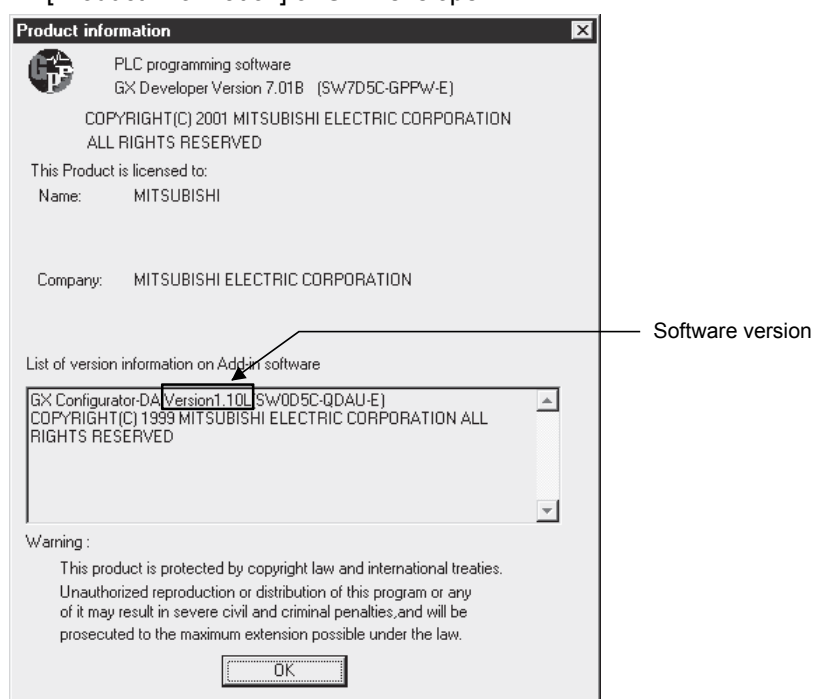 Product information
PLC programming software
GX Developer Version 7.01B (SW7D5C-GPPW-E)
COPYRIGHT(C) 2001 MITSUBISHI ELECTRIC CORPORATION
ALL RIGHTS RESERVED
This Product is licensed to:
Name: MITSUBISHI
Company: MITSUBISHI ELECTRIC CORPORATION
Software version
List of version information on Add-in software
GX Configurator-DA Version1.10L(SW0D5C-QDAU-E)
COPYRIGHT(C) 1999 MITSUBISHI ELECTRIC CORPORATION ALL
RIGHTS RESERVED
Warning :
This product is protected by copyright law and international treaties.
Unauthorized reproduction or distribution of this program or any
of it may result in severe civil and criminal penalties,and will be
prosecuted to the maximum extension possible under the law.
OK